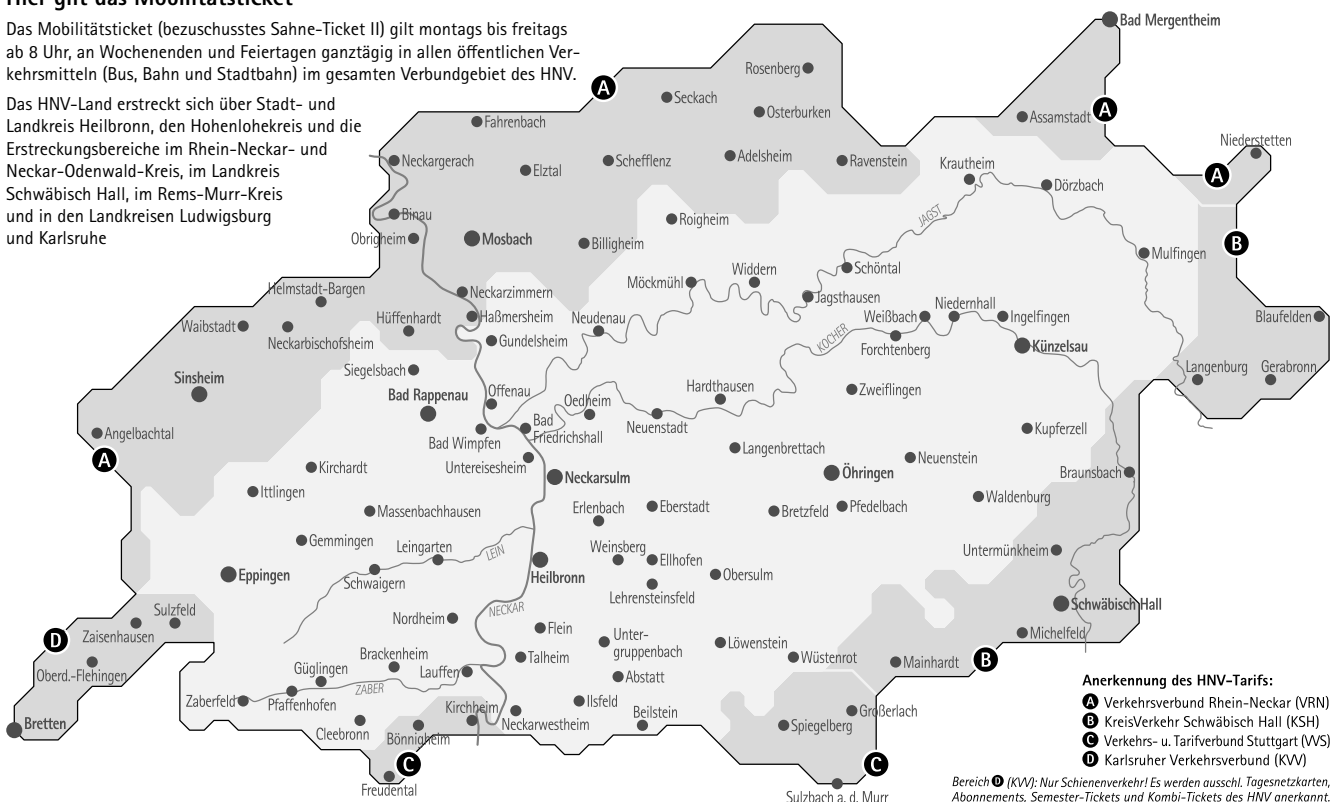 Hier gilt das Mobilitätsticket
Das Mobilitätsticket (bezuschusstes Sahne-Ticket II) gilt montags bis freitags
ab 8 Uhr, an Wochenenden und Feiertagen ganztägig in allen öffentlichen Ver-
kehrsmitteln (Bus, Bahn und Stadtbahn) im gesamten Verbundgebiet des HNV.
Das HNV-Land erstreckt sich über Stadt- und
Landkreis Heilbronn, den Hohenlohekreis und die
Erstreckungsbereiche im Rhein-Neckar- und
Neckar-Odenwald-Kreis, im Landkreis
Schwäbisch Hall, im Rems-Murr-Kreis
und in den Landkreisen Ludwigsburg
und Karlsruhe
Bad Mergentheim
Rosenberg
A
Seckach
Osterburken
A
Assamstadt
Fahrenbach
Niederstetten
Neckargerach
Elztal
Schefflenz
Adelsheim
Ravenstein
Krautheim
A
Dörzbach
Binau
Roigheim
JAGST
Obrigheim
Mosbach
Billigheim
B
Mulfingen
Möckmühl
Widdern
Schöntal
Helmstadt-Bargen
Neckarzimmern
Jagsthausen
Waibstadt
Neckarbischofsheim
Hüffenhardt
Haßmersheim
Neudenau
Weißbach
Niedernhall
Ingelfingen
Blaufelden
Gundelsheim
KOCHER
Forchtenberg
Künzelsau
Siegelsbach
Langenburg
Gerabronn
Sinsheim
Bad Rappenau
Offenau
Hardthausen
Zweiflingen
Oedheim
Neuenstadt
Angelbachtal
Bad Wimpfen
Bad
Friedrichshall
Kupferzell
A
Untereisesheim
Langenbrettach
Neuenstein
Kirchardt
Neckarsulm
Öhringen
Braunsbach
Ittlingen
Waldenburg
Massenbachhausen
Erlenbach
Eberstadt
Bretzfeld
Pfedelbach
Gemmingen
Leingarten
LEIN
Weinsberg
Ellhofen
Untermünkheim
Eppingen
Schwaigern
Heilbronn
Obersulm
Lehrensteinsfeld
Schwäbisch Hall
Sulzfeld
NECKAR
Nordheim
Zaisenhausen
D
Flein
Unter-
gruppenbach
Löwenstein
Michelfeld
Oberd.-Flehingen
Brackenheim
Talheim
Wüstenrot
Mainhardt
B
Güglingen
Lauffen
Abstatt
Zaberfeld
Pfaffenhofen
ZABER
Ilsfeld
Bretten
Cleebronn
Kirchheim
Neckarwestheim
Beilstein
Spiegelberg
Großerlach
Bönnigheim
C
C
Freudental
Sulzbach a. d. Murr
Anerkennung des HNV-Tarifs:
A Verkehrsverbund Rhein-Neckar (VRN)
B KreisVerkehr Schwäbisch Hall (KSH)
C Verkehrs- u. Tarifverbund Stuttgart (VVS)
D Karlsruher Verkehrsverbund (KVV)
Bereich D (KVV): Nur Schienenverkehr! Es werden ausschl. Tagesnetzkarten,
Abonnements, Semester-Tickets und Kombi-Tickets des HNV anerkannt.